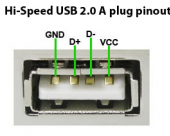 Hi-Speed USB 2.0 A plug pinout
D-
GND D+ VCC